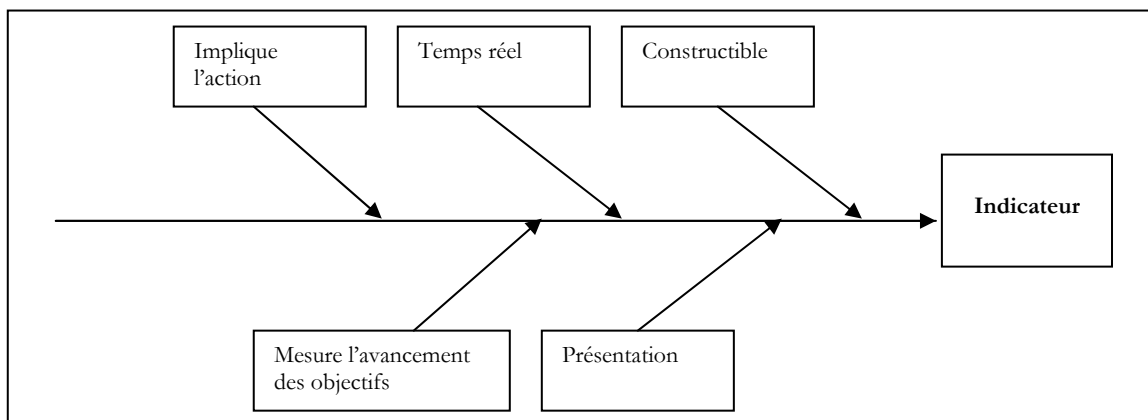 Implique
l’action
Temps réel
Constructible
Indicateur
Mesure l’avancement
des objectifs
Présentation